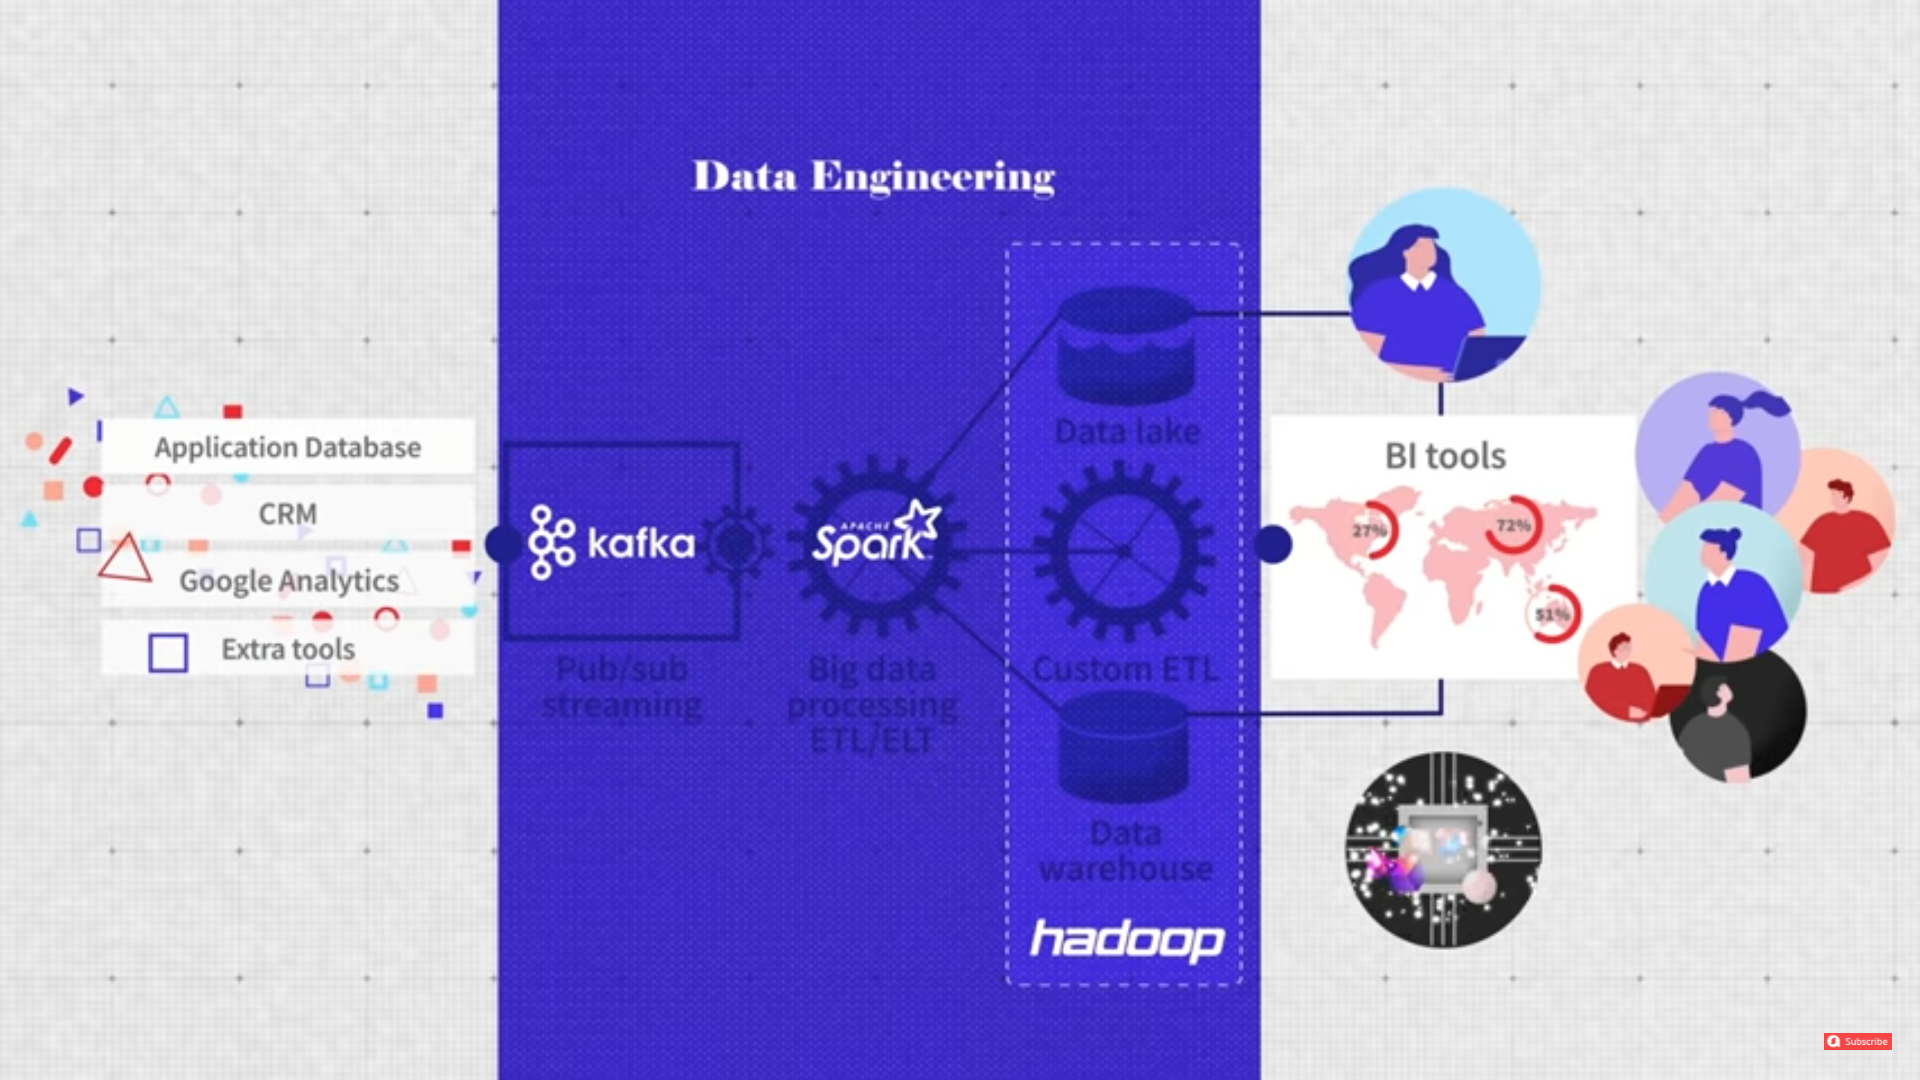 Data Engineering
Application Database
CRM
Google Analytics
Extra tools
kafka
Pub/sub
streaming
APACHE
Spark
Big data
processing
ETL/ELT
Data lake
Custom ETL
Data
warehouse
hadoop
BI tools
27%
72%
51%
Subscribe